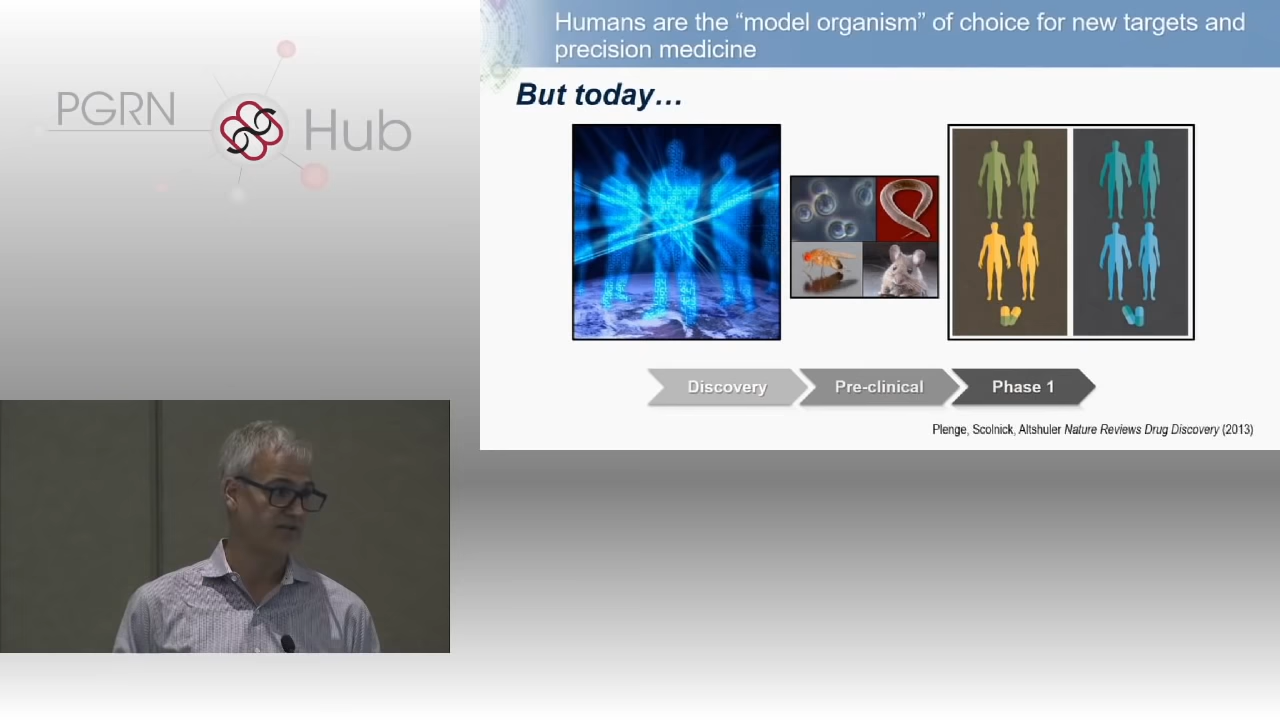 PGRN Hub
Humans are the “model organism” of choice for new targets and
precision medicine
But today…
Discovery
Pre-clinical
Phase 1
Plenge, Scolnick, Altshuler Nature Reviews Drug Discovery (2013)